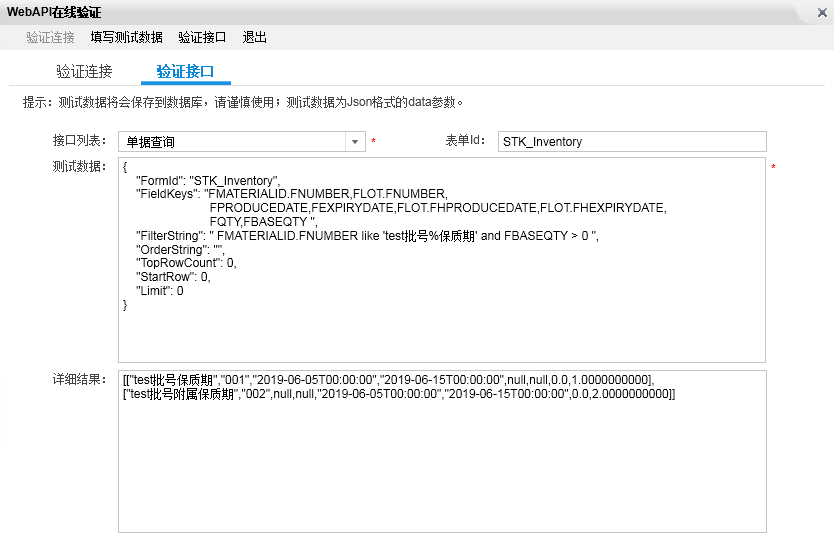 WebAPI在线验证
验证连接 填写测试数据 验证接口 退出
验证连接 验证接口
提示：测试数据将会保存到数据库，请谨慎使用；测试数据为Json格式的data参数。
接口列表： 单据查询 * 表单Id： STK_Inventory
测试数据： *
{
"FormId": "STK_Inventory",
"FieldKeys": "FMATERIALID.FNUMBER,FLOT.FNUMBER,
FPRODUCEDATE,FEXPIRYDATE,FLOT.FHPRODUCEDATE,FLOT.FHEXPIRYDATE,
FQTY,FBASEQTY ",
"FilterString": " FMATERIALID.FNUMBER like 'test批号%保质期' and FBASEQTY > 0 ",
"OrderString": "",
"TopRowCount": 0,
"StartRow": 0,
"Limit": 0
}
详细结果：
[["test批号保质期","001","2019-06-05T00:00:00","2019-06-15T00:00:00",null,null,0.0,1.0000000000],
["test批号附属保质期","002",null,null,"2019-06-05T00:00:00","2019-06-15T00:00:00",0.0,2.0000000000]]